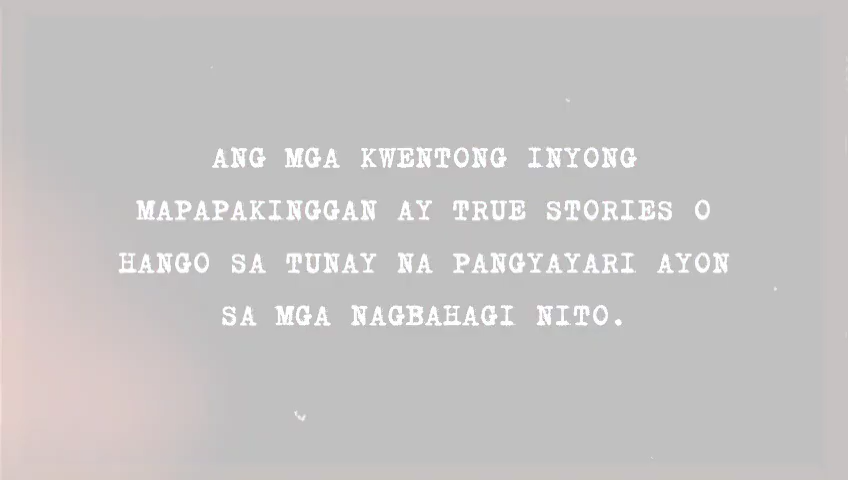 ANG MGA KWENTONG INYONG
MAPAPAKINGGAN AY TRUE STORIES O
HANGO SA TUNAY NA PANGYAYARI AYON
SA MGA NAGBAHAGI NITO.